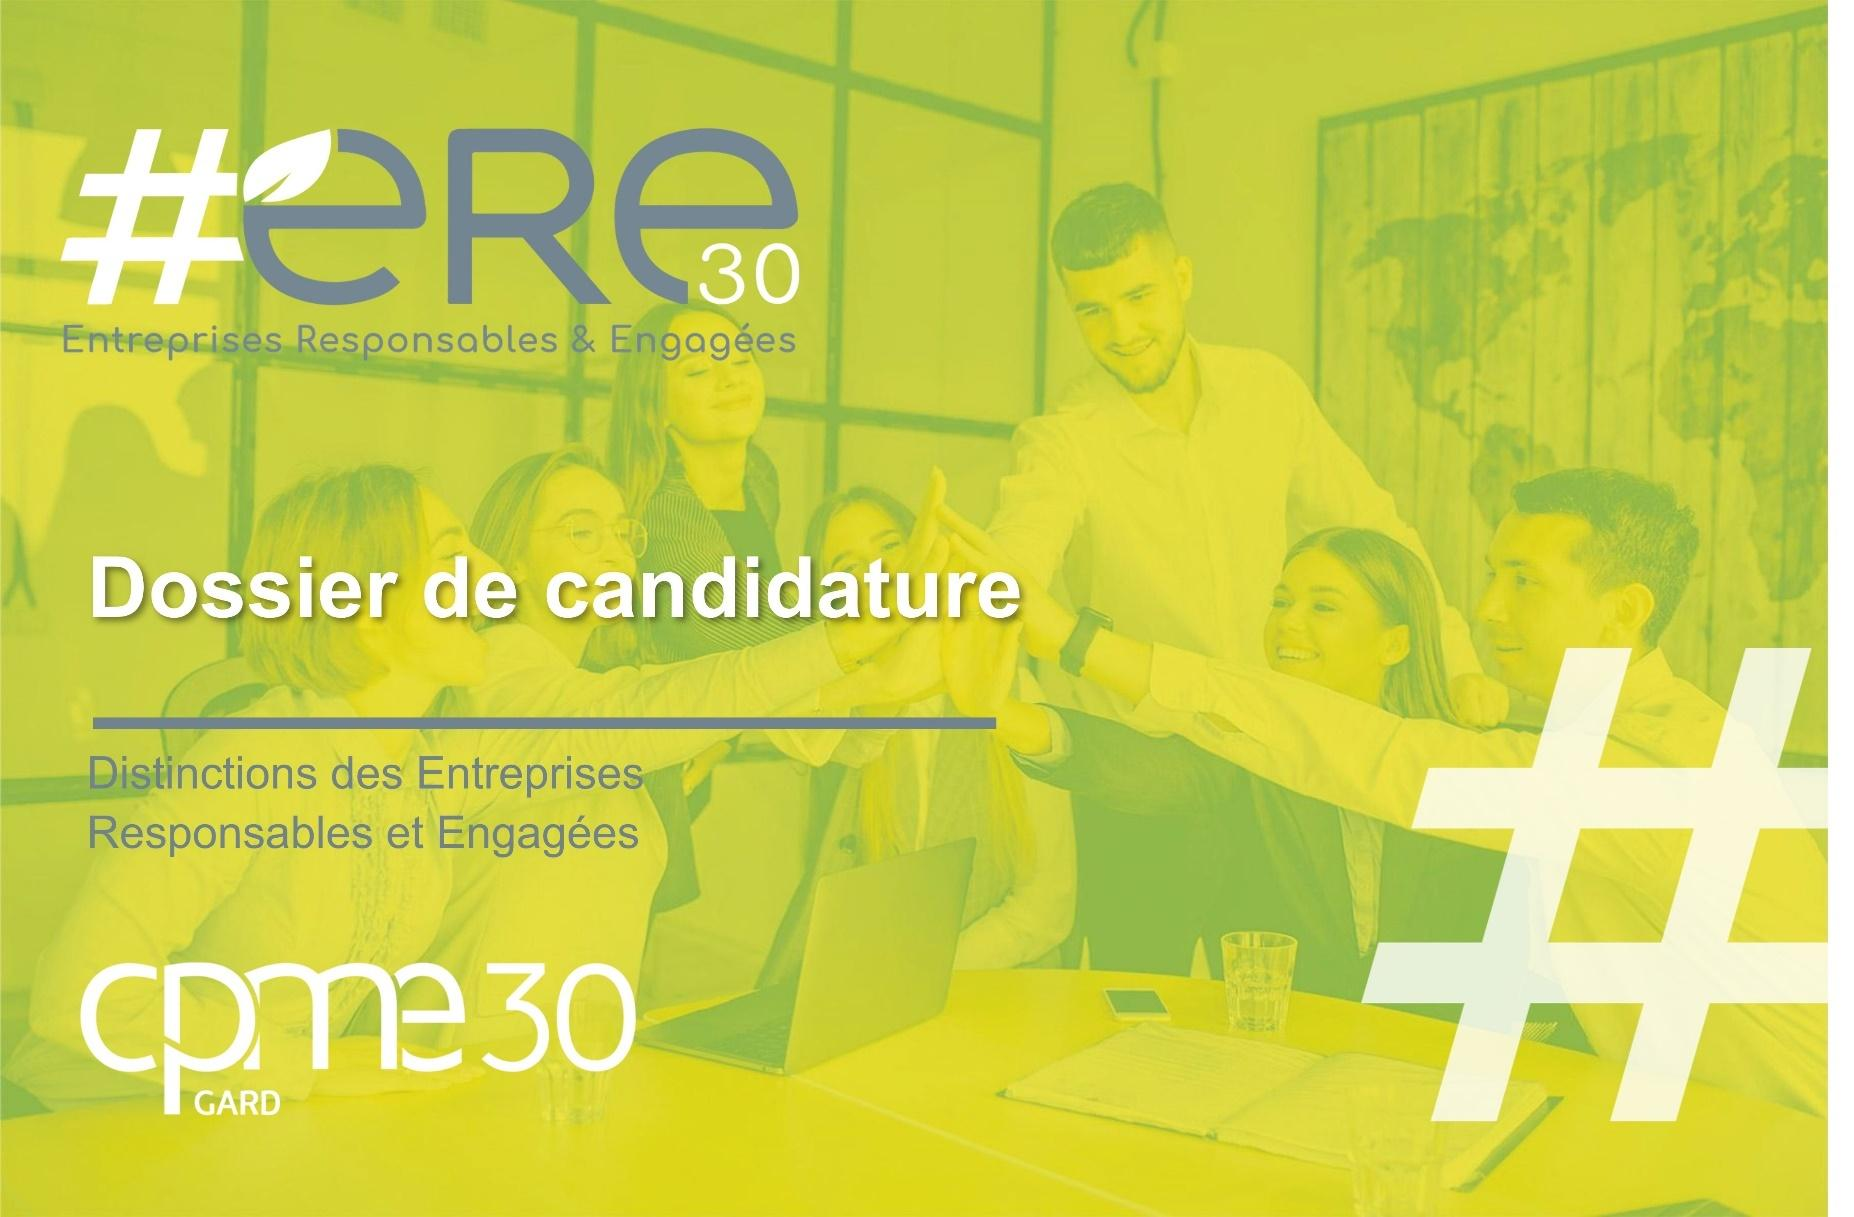 #eRe
30
Entreprises Responsables & Engagées
Dossier de candidature
Distinctions des Entreprises
Responsables et Engagées
cpme30
GARD
#